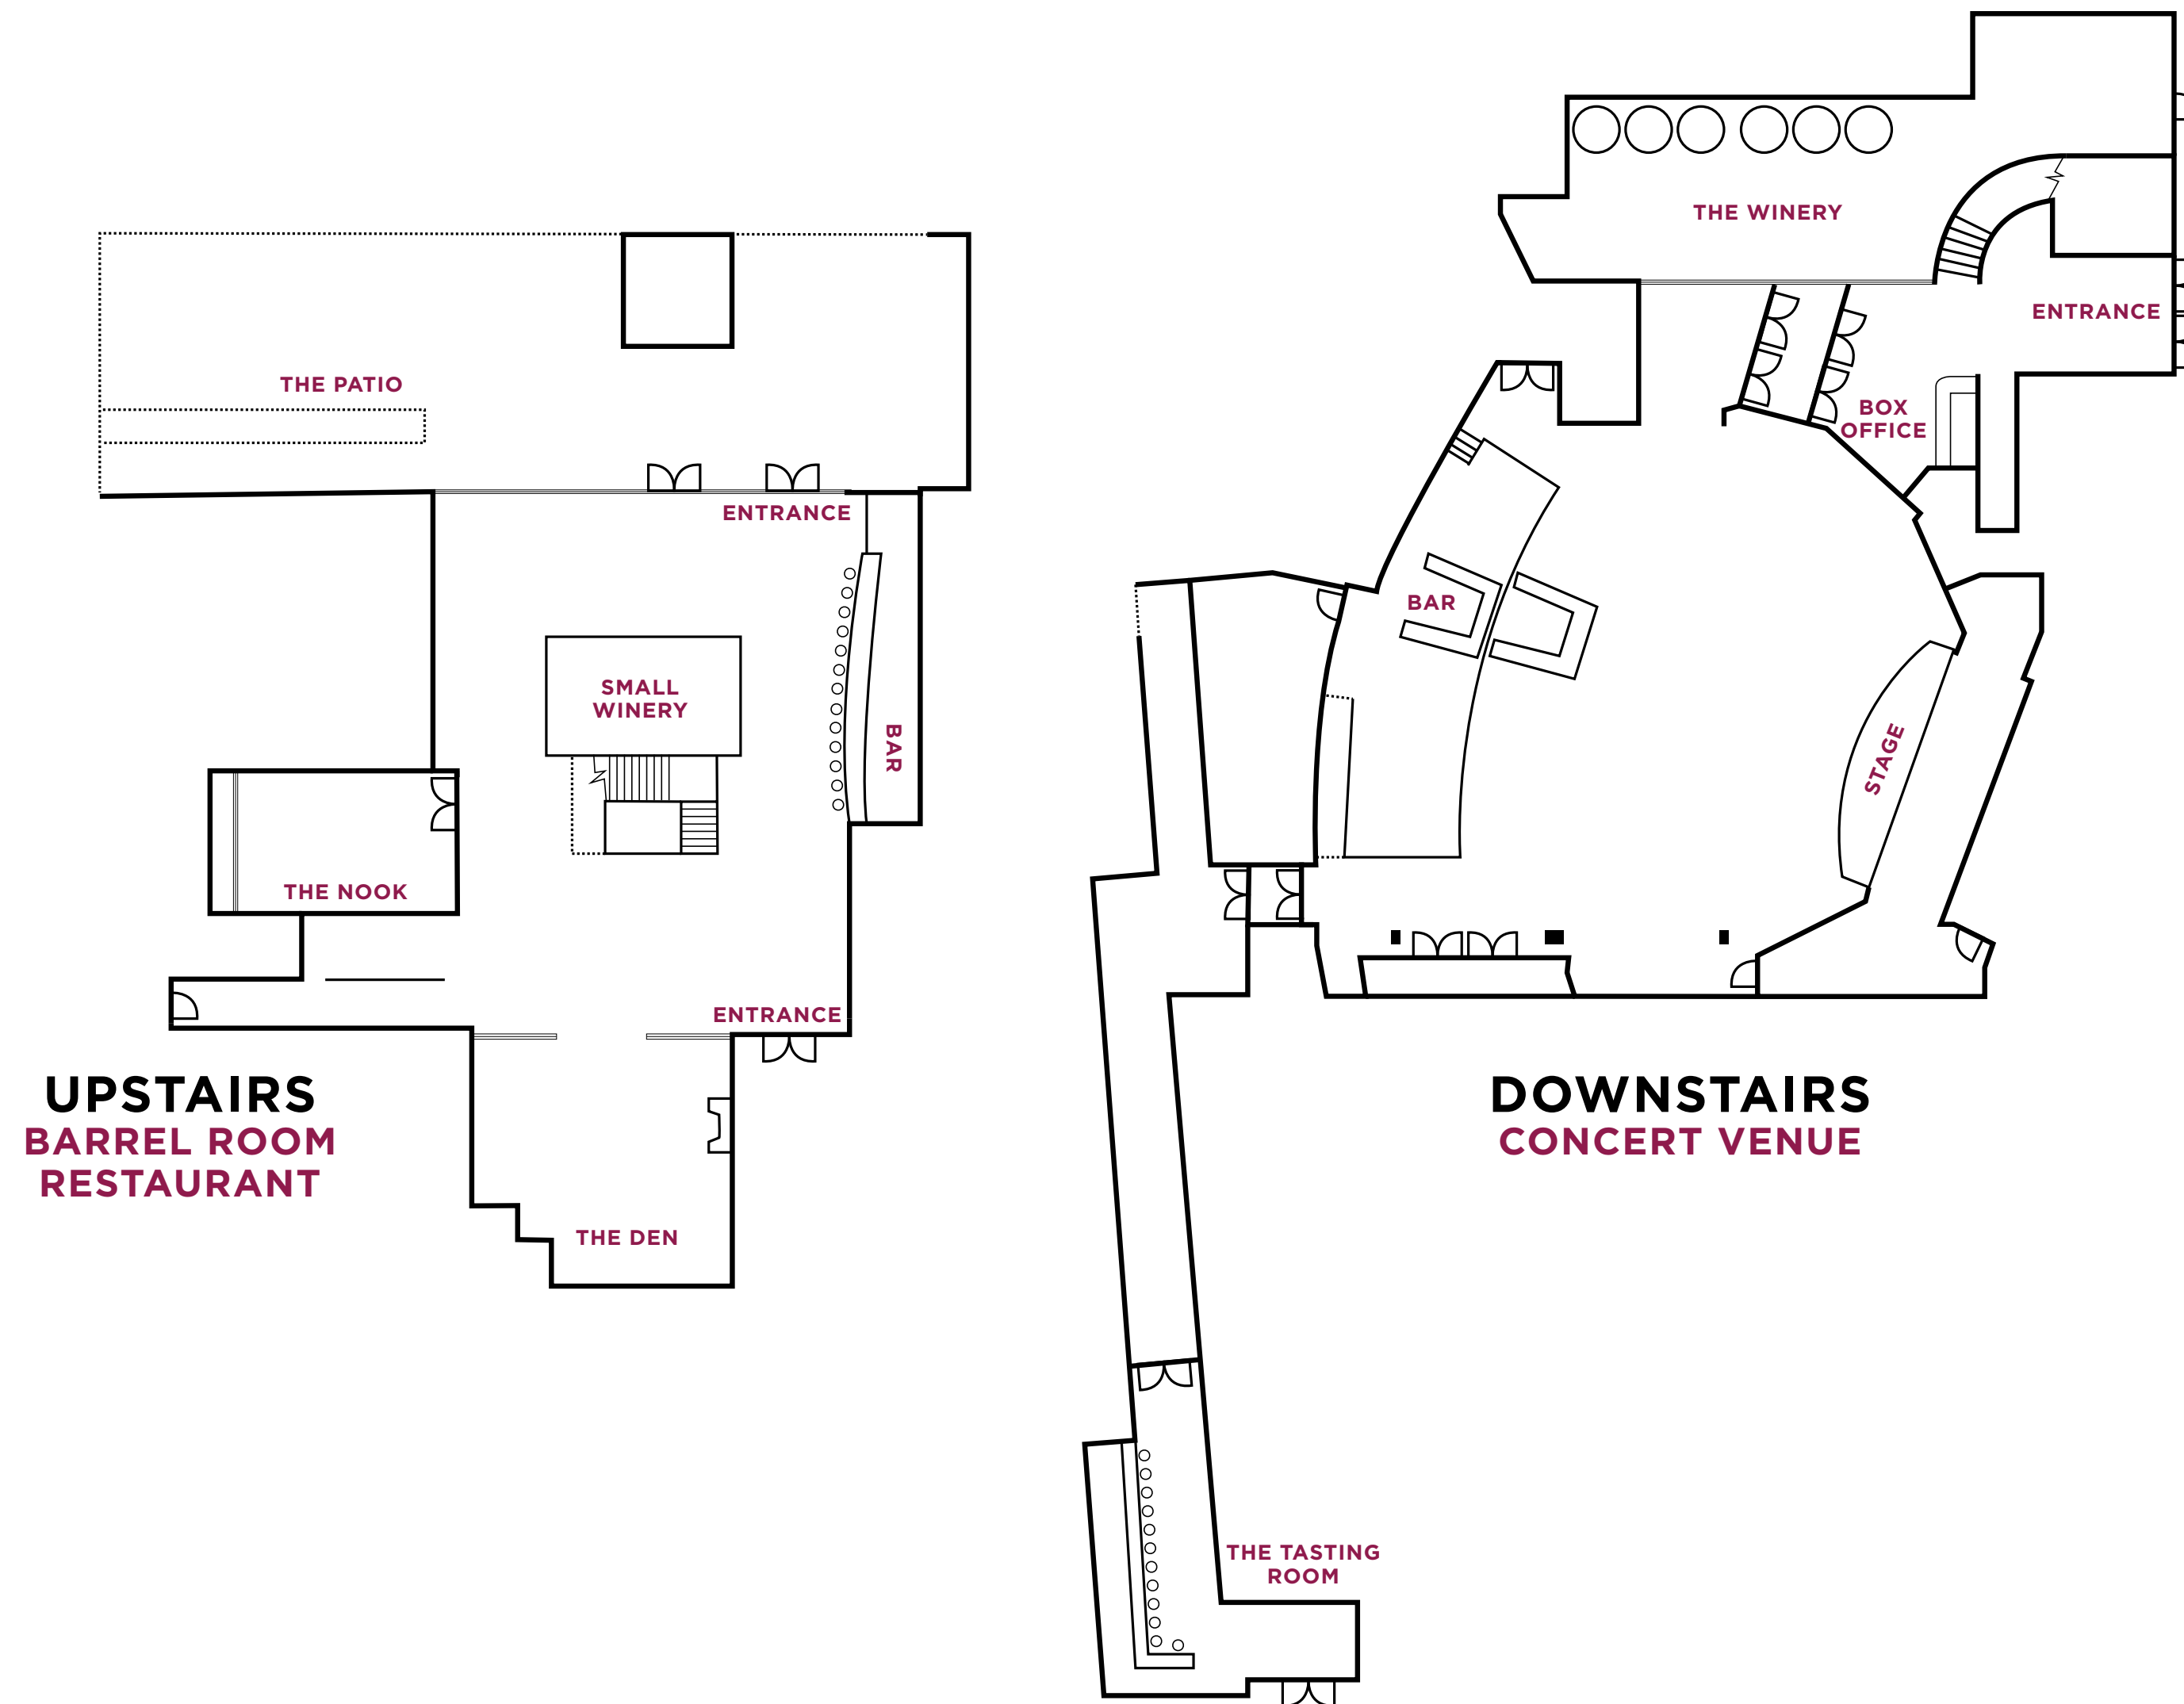 THE PATIO
ENTRANCE
SMALL
WINERY
BAR
THE NOOK
ENTRANCE
THE DEN
UPSTAIRS
BARREL ROOM
RESTAURANT
THE WINERY
ENTRANCE
BOX
OFFICE
BAR
STAGE
DOWNSTAIRS
CONCERT VENUE
THE TASTING
ROOM